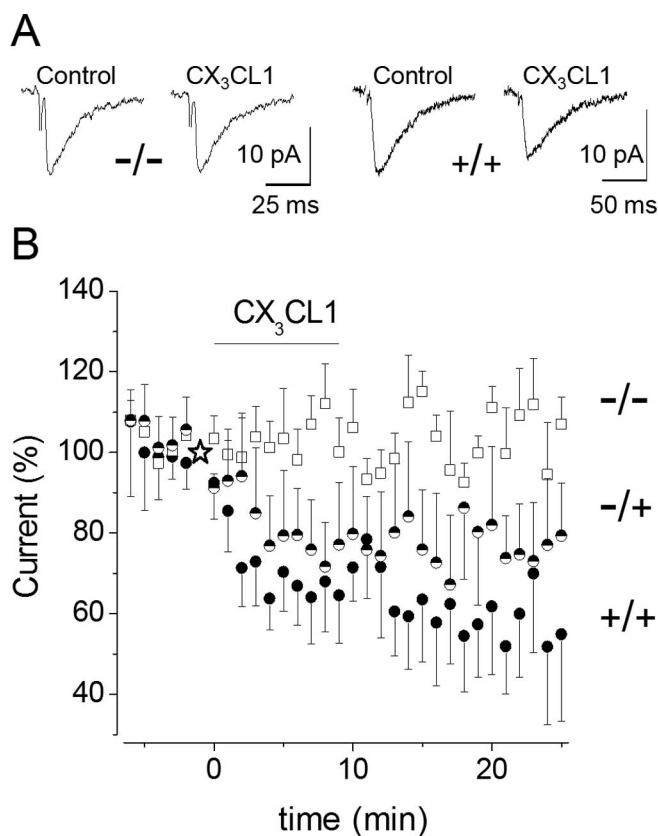 A
Control CX₃CL1 Control CX₃CL1
-/- 10 pA +/+ 10 pA
25 ms 50 ms
B
140
120
100
80
60
40
Current (%)
CX₃CL1
-/-
-/+
+/+
0 10 20
time (min)